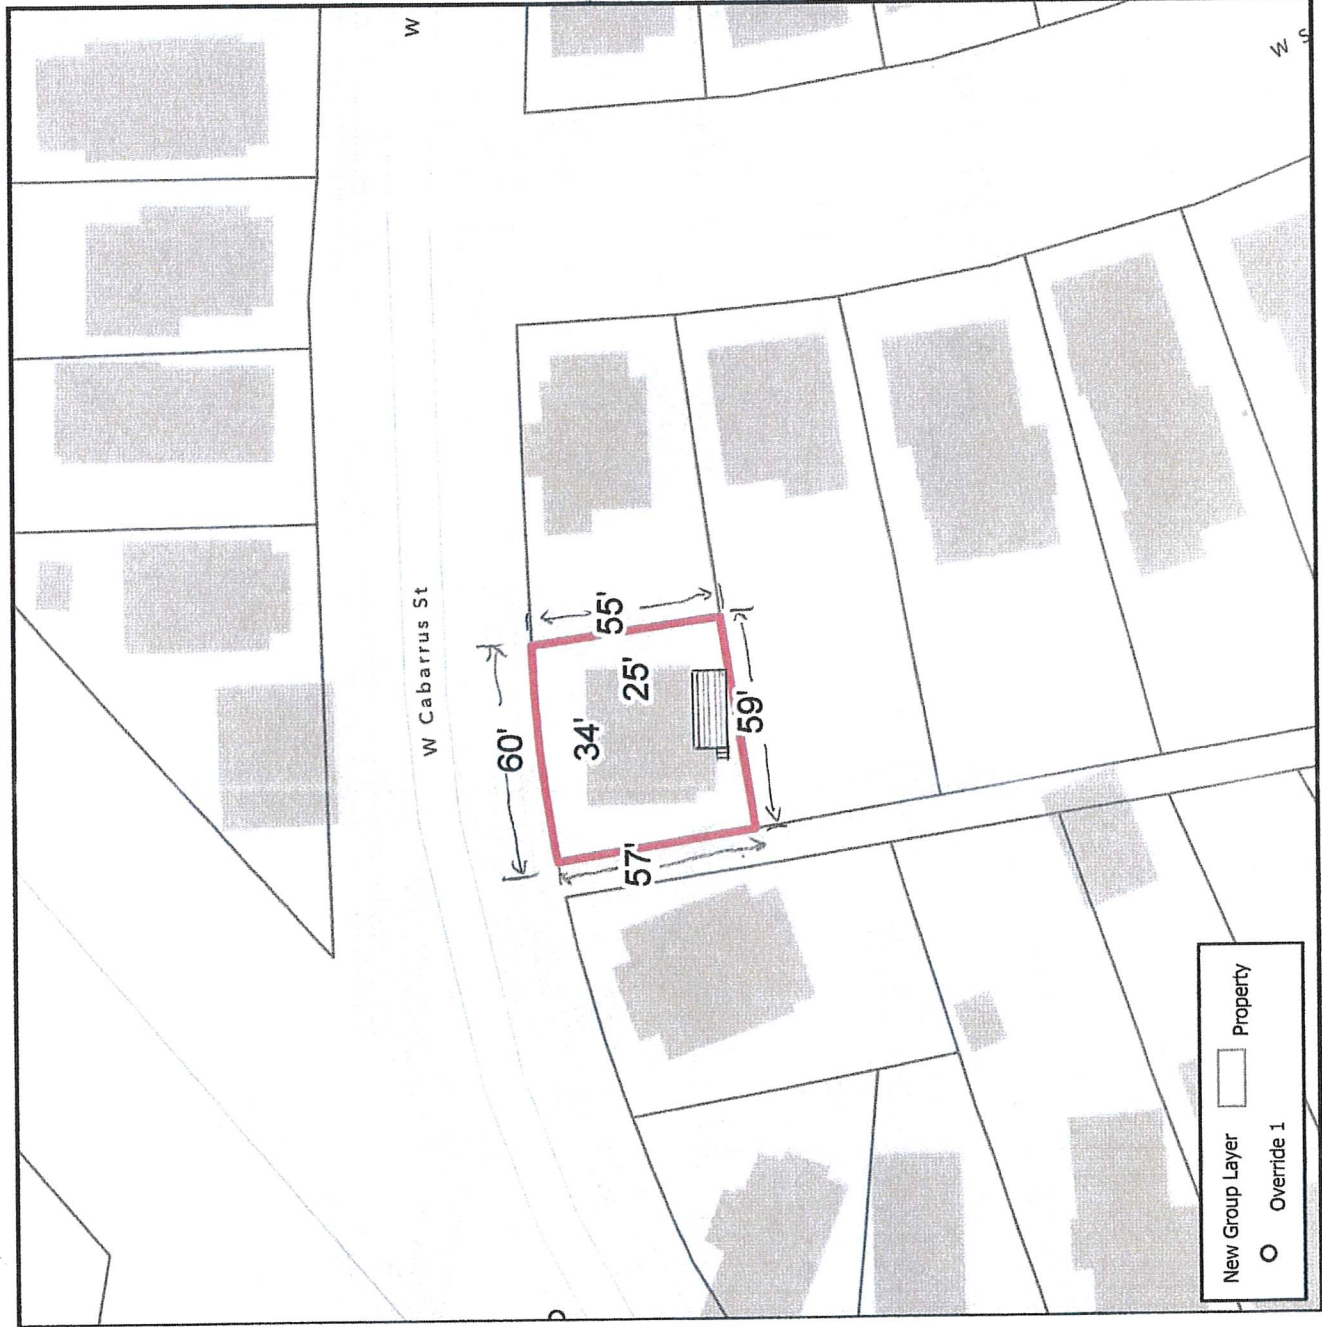 W
W
W Cabarrus St
60'
55'
34'
25'
57'
59'
New Group Layer
Property
Override 1